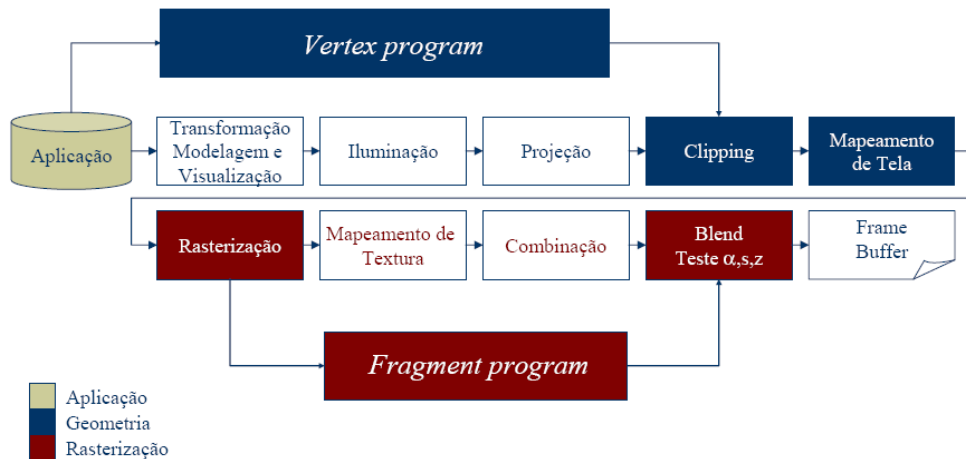 Vertex program
Aplicação
Transformação
Modelagem e
Visualização
Iluminação
Projeção
Clipping
Mapeamento
de Tela
Rasterização
Mapeamento de
Textura
Combinação
Blend
Teste α,s,z
Frame
Buffer
Fragment program
Aplicação
Geometria
Rasterização